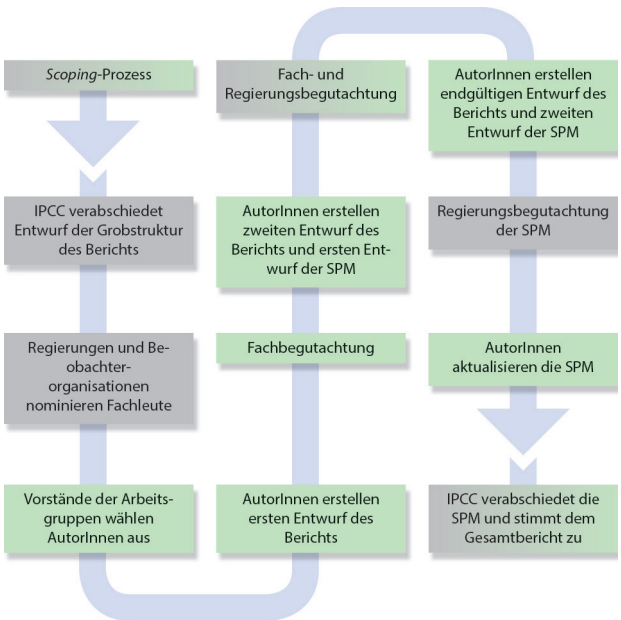 Scoping-Prozess
IPCC verabschiedet
Entwurf der Grobstruktur
des Berichts
Regierungen und Be-
obachter-
organisationen
nominieren Fachleute
Vorstände der Arbeits-
gruppen wählen
AutorInnen aus
AutorInnen erstellen
ersten Entwurf des
Berichts
Fachbegutachtung
AutorInnen erstellen
zweiten Entwurf des
Berichts und ersten Ent-
wurf der SPM
Fach- und
Regierungsbegutachtung
AutorInnen erstellen
endgültigen Entwurf des
Berichts und zweiten
Entwurf der SPM
Regierungsbegutachtung
der SPM
AutorInnen
aktualisieren die SPM
IPCC verabschiedet die
SPM und stimmt dem
Gesamtbericht zu